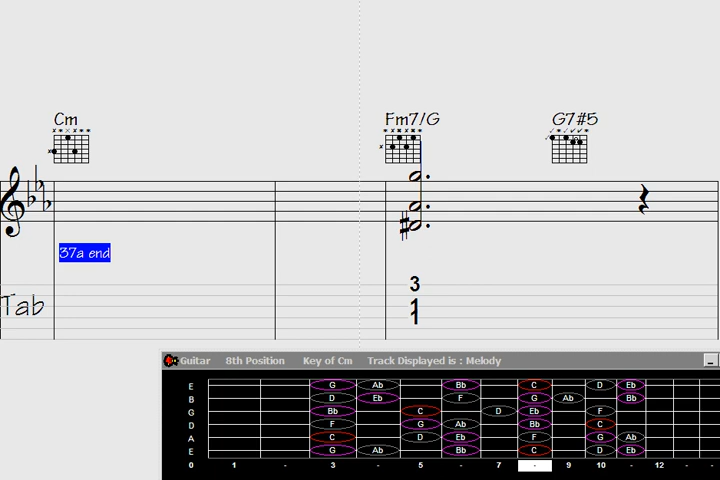 Cm Fm7/G G7#5
37a end
Tab
3
1
1
Guitar 8th Position Key of Cm Track Displayed is : Melody
E G Ab Bb C D Eb
B D Eb F G Ab Bb
G Bb C D Eb F
D F G Ab Bb C
A C D Eb F G Ab
E G Ab Bb C D Eb
0 1 - 3 - 5 - 7 - 9 10 - 12 - -